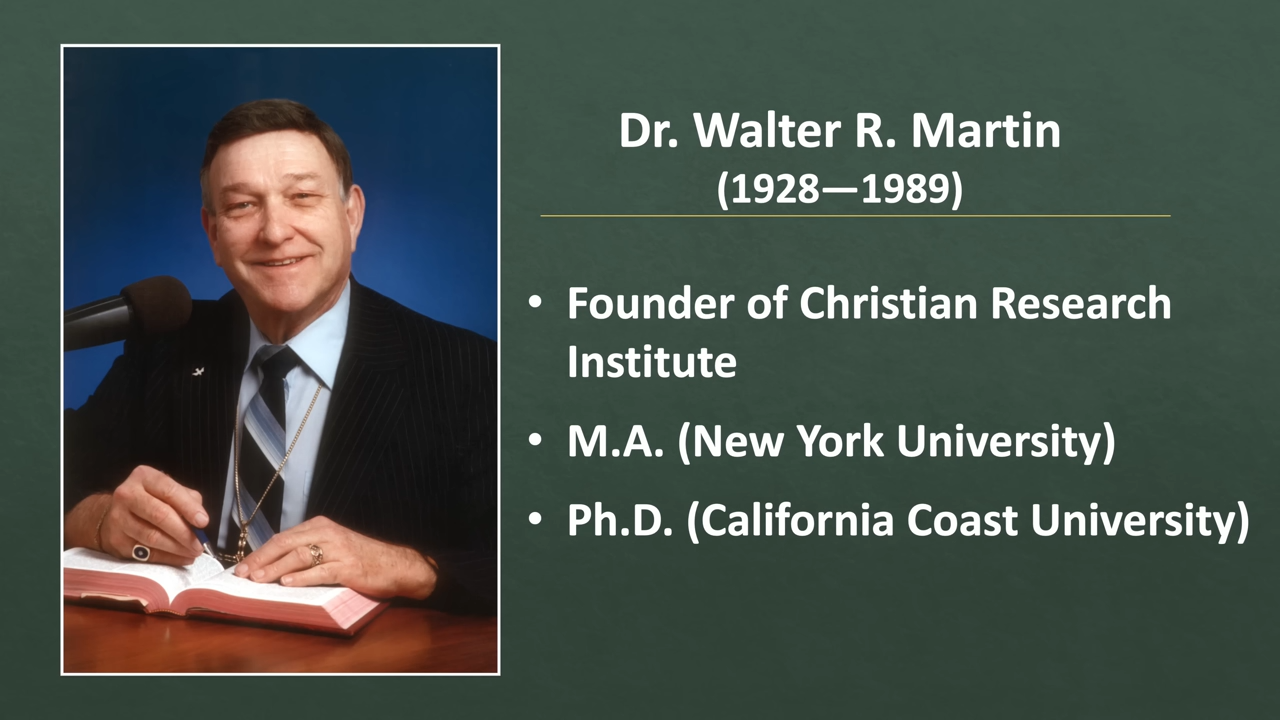 Dr. Walter R. Martin
(1928—1989)
• Founder of Christian Research
Institute
• M.A. (New York University)
• Ph.D. (California Coast University)